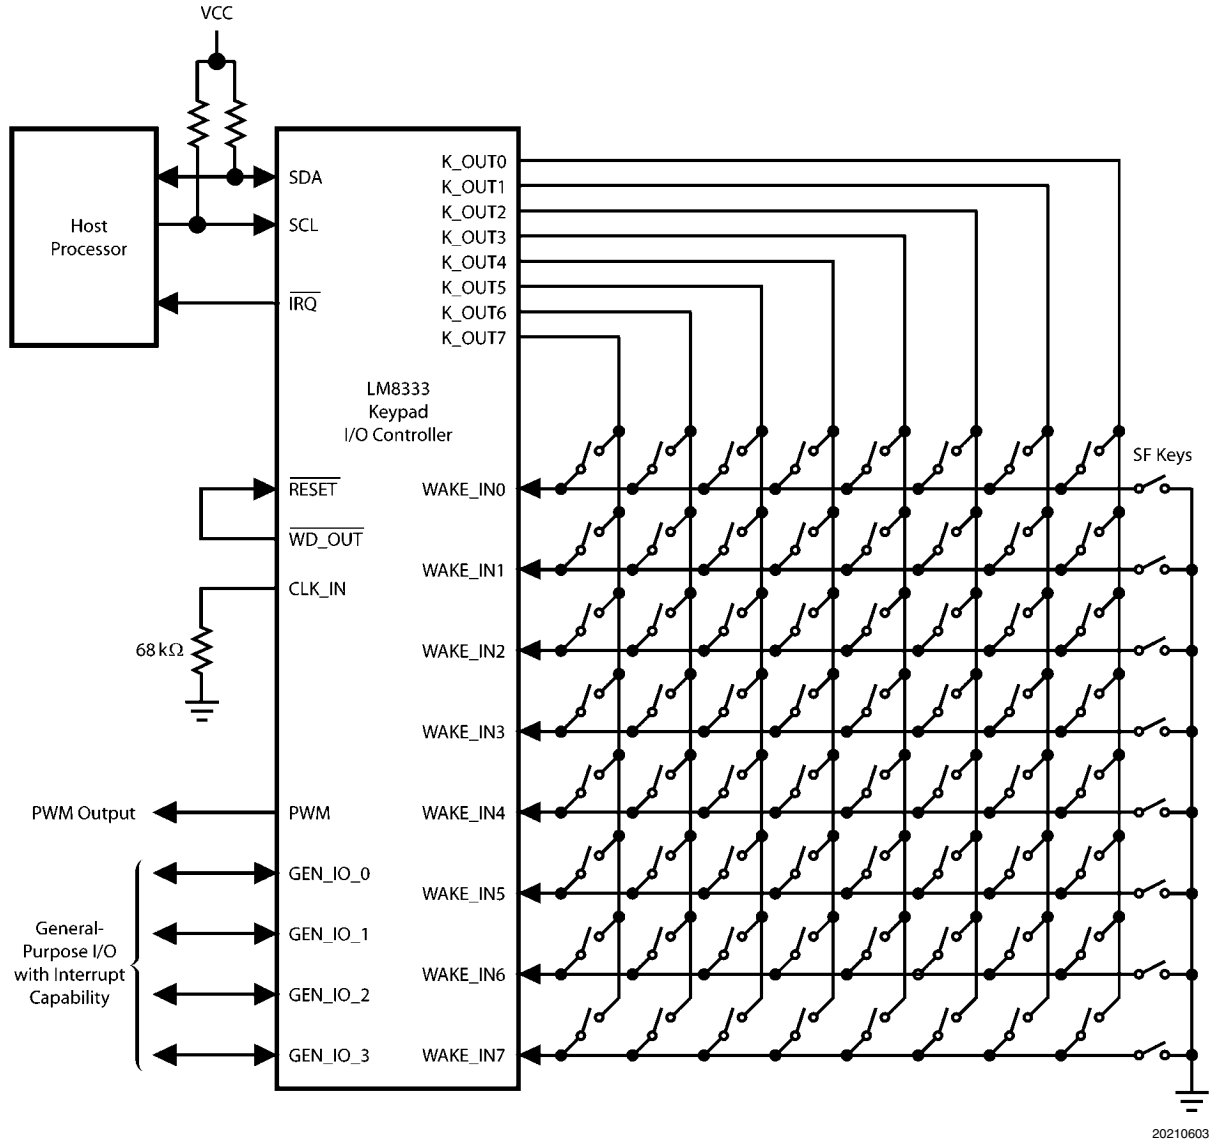 VCC
Host
Processor
SDA
SCL
IRQ
K_OUT0
K_OUT1
K_OUT2
K_OUT3
K_OUT4
K_OUT5
K_OUT6
K_OUT7
LM8333
Keypad
I/O Controller
SF Keys
RESET
WD_OUT
CLK_IN
68 kΩ
WAKE_IN0
WAKE_IN1
WAKE_IN2
WAKE_IN3
WAKE_IN4
WAKE_IN5
WAKE_IN6
WAKE_IN7
PWM Output
PWM
GEN_IO_0
GEN_IO_1
GEN_IO_2
GEN_IO_3
General-
Purpose I/O
with Interrupt
Capability
20210603